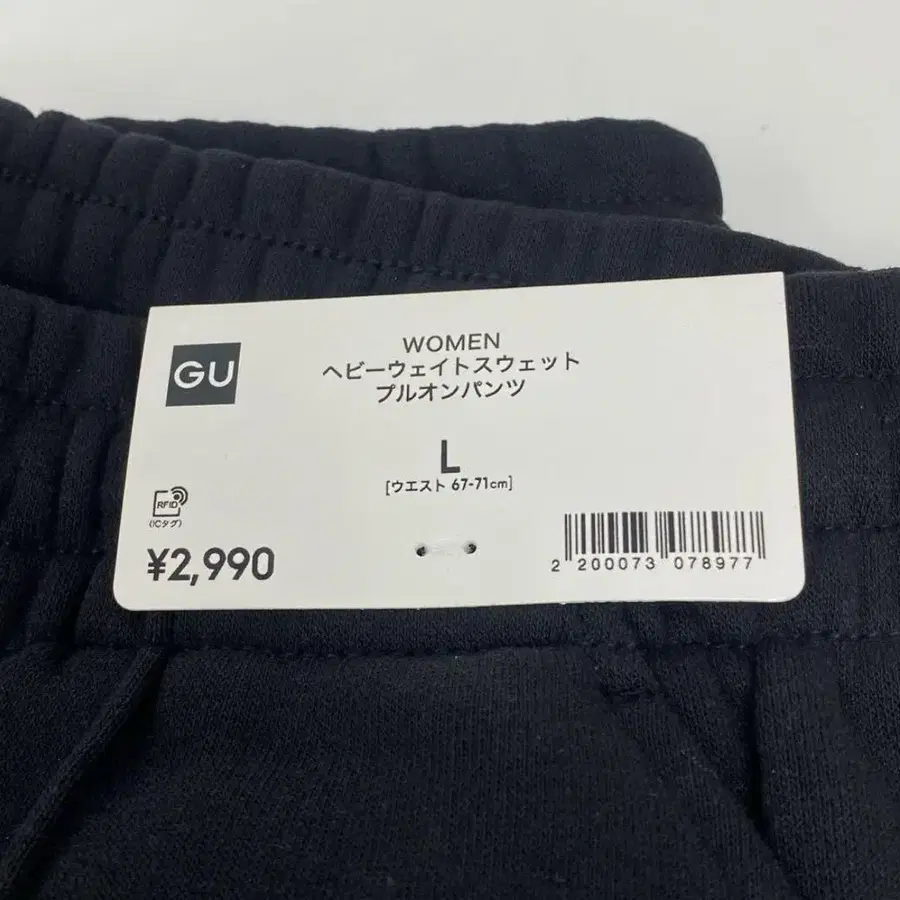 GU
WOMEN
ヘビーウェイトスウェット
プルオンパンツ
L
[ウエスト 67-71cm]
RFID
(ICタグ)
¥2,990
2 200073 078977